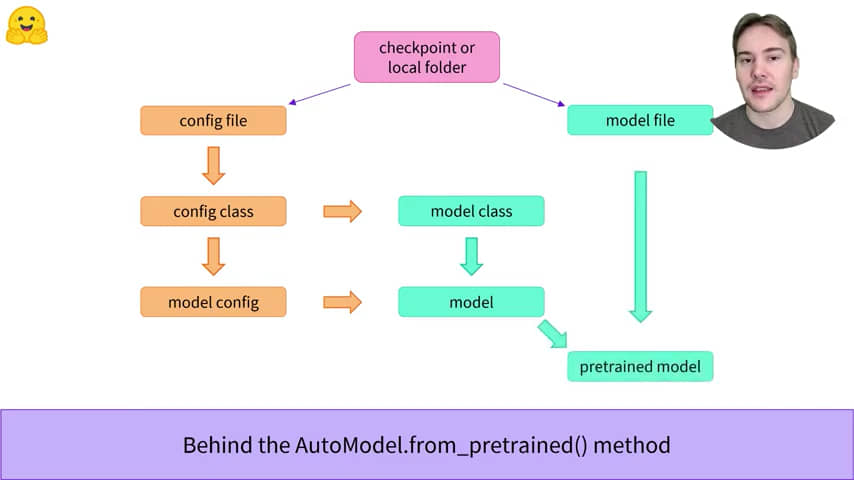 checkpoint or
local folder
config file
model file
config class
model class
model config
model
pretrained model
Behind the AutoModel.from_pretrained() method